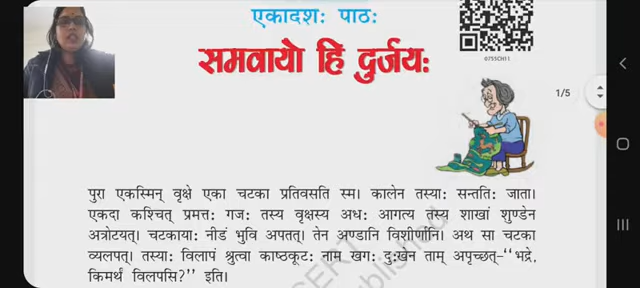 एकादशः पाठः
समवायो हि दुर्जयः
0755CH11
1/5
पुरा एकस्मिन् वृक्षे एका चटका प्रतिवसति स्म। कालेन तस्याः सन्ततिः जाता।
एकदा कश्चित् प्रमत्तः गजः तस्य वृक्षस्य अधः आगत्य तस्य शाखां शुण्डेन
अत्रोटयत्। चटकायाः नीडं भुवि अपतत्। तेन अण्डानि विशीर्णानि। अथ सा चटका
व्यलपत्। तस्याः विलापं श्रुत्वा काष्ठकूटः नाम खगः दुःखेन ताम् अपृच्छत्-"भद्रे,
किमर्थं विलपसि?" इति।